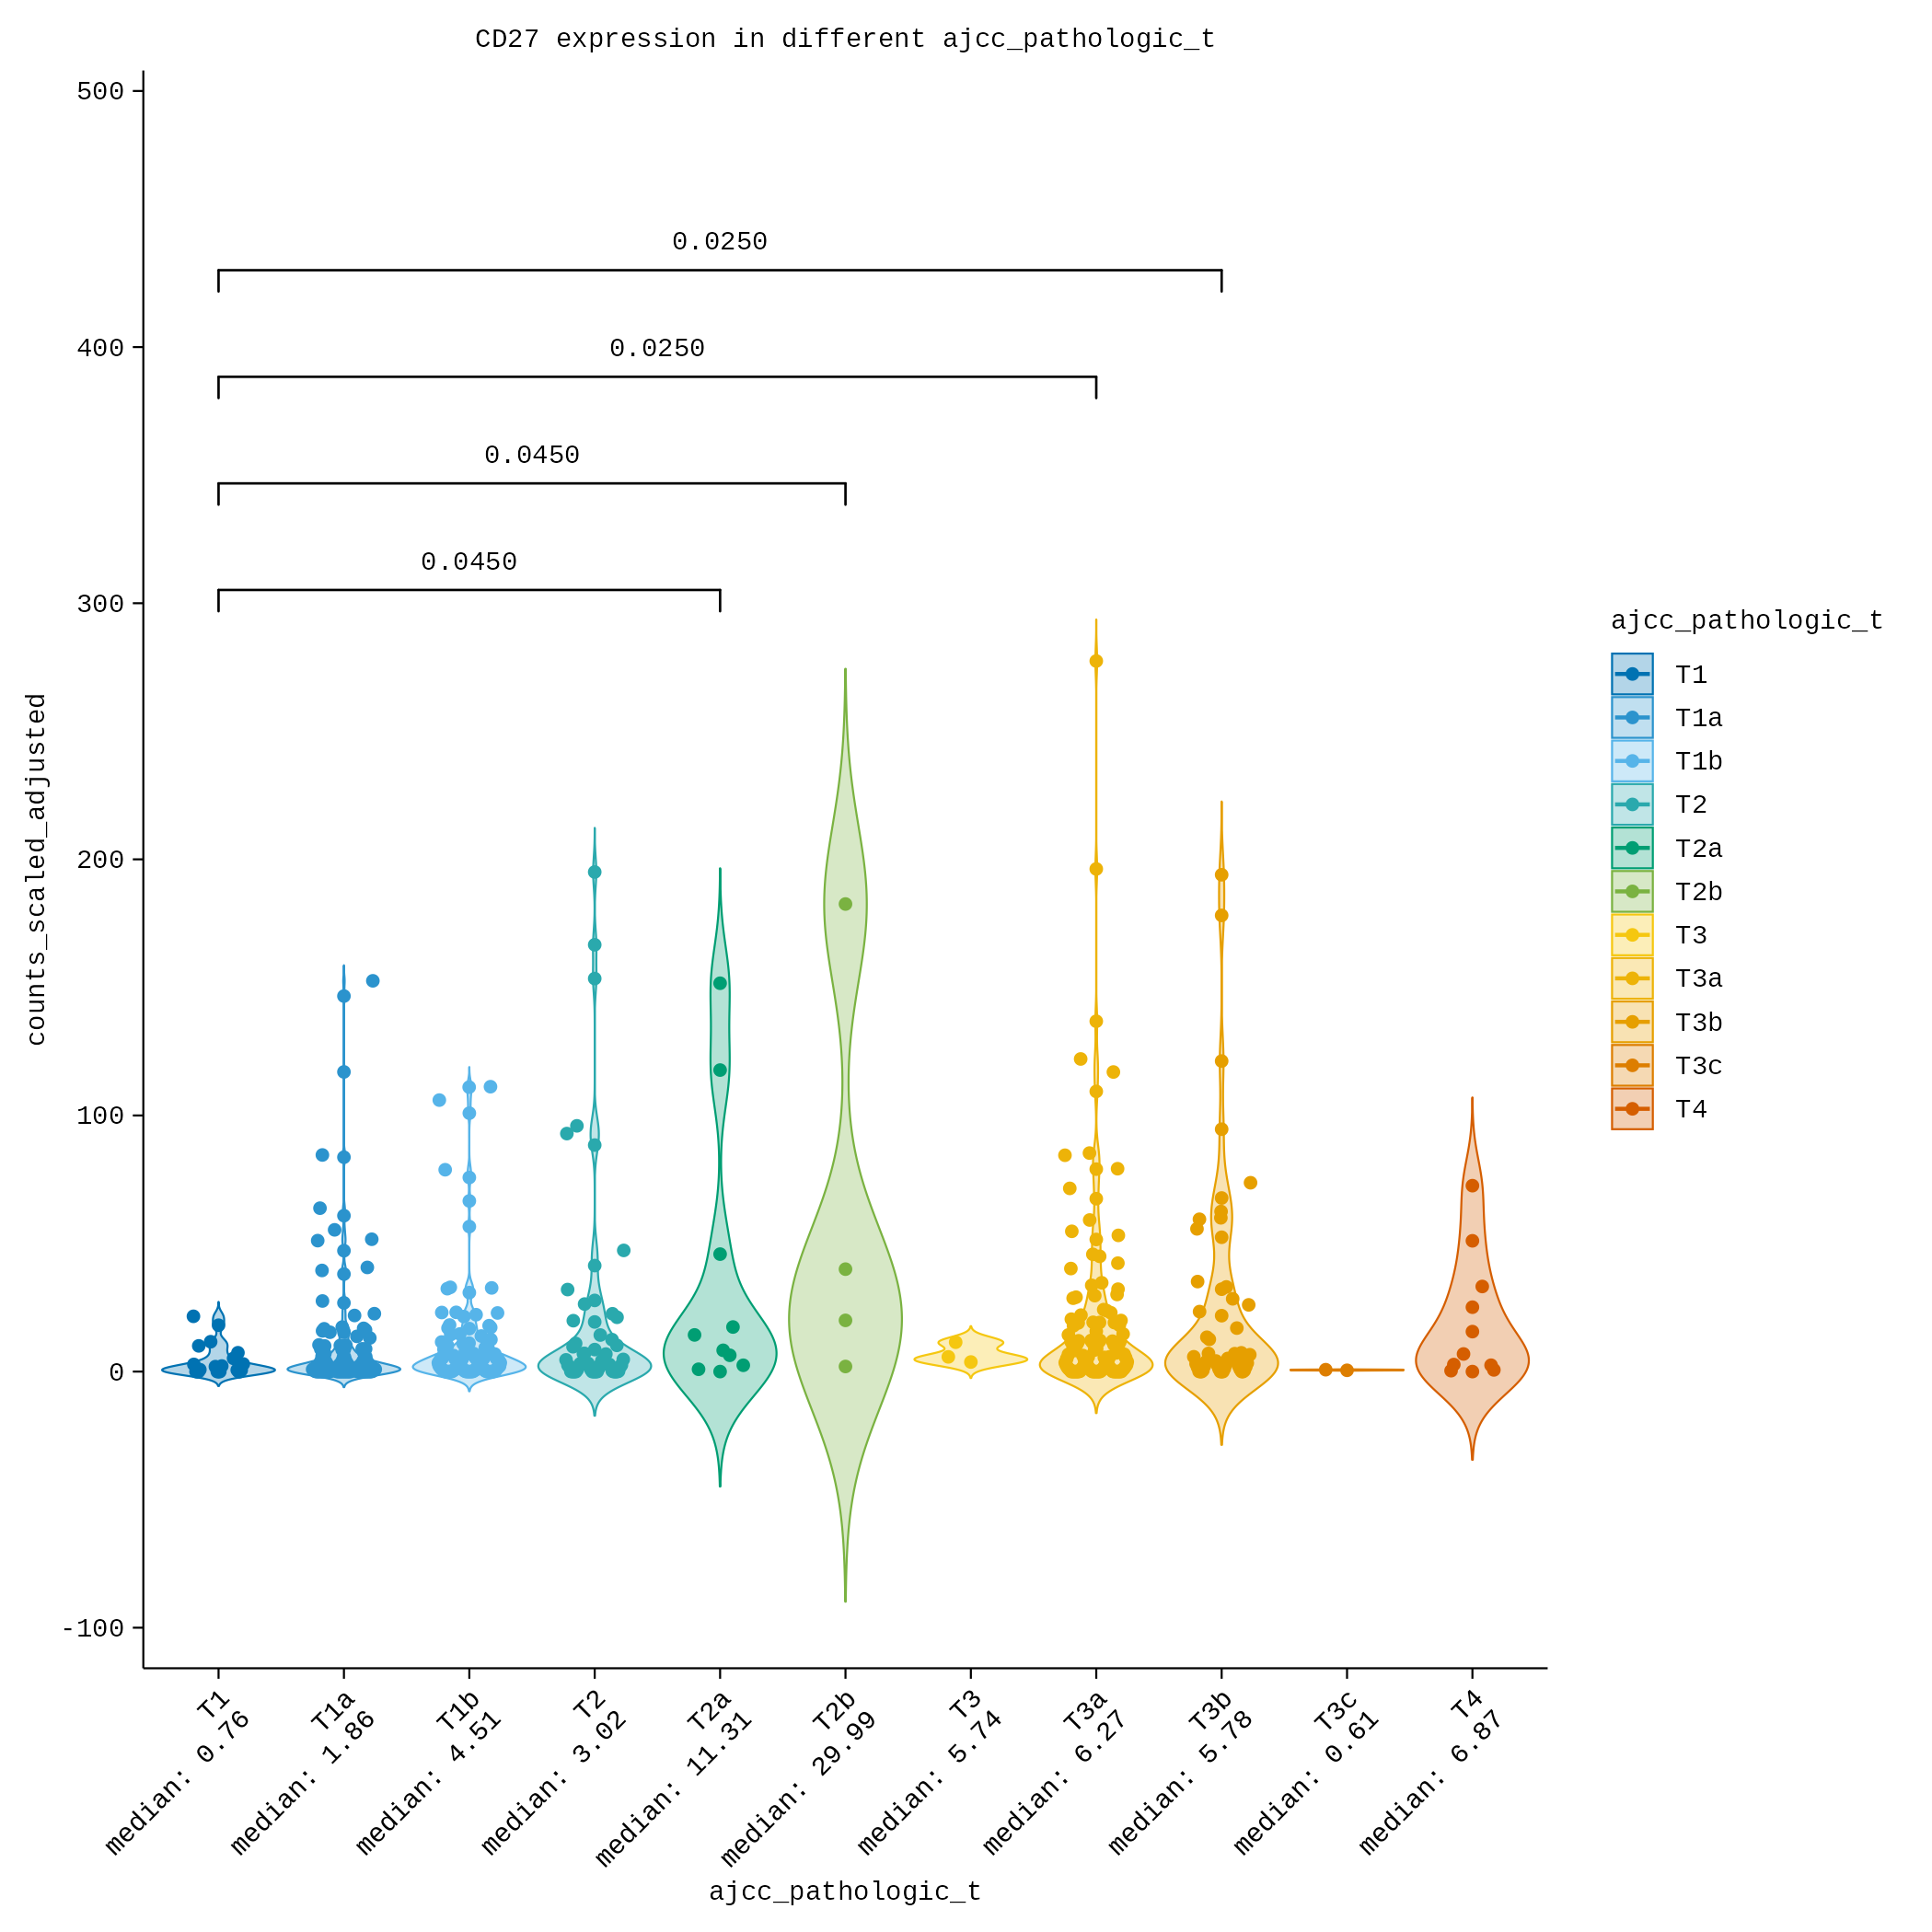 CD27 expression in different ajcc_pathologic_t
500
400
300
200
100
0
-100
counts_scaled_adjusted
0.0250
0.0250
0.0450
0.0450
T1
median: 0.76
T1a
median: 1.86
T1b
median: 4.51
T2
median: 3.02
T2a
median: 11.31
T2b
median: 29.99
T3
median: 5.74
T3a
median: 6.27
T3b
median: 5.78
T3c
median: 0.61
T4
median: 6.87
ajcc_pathologic_t
ajcc_pathologic_t
T1
T1a
T1b
T2
T2a
T2b
T3
T3a
T3b
T3c
T4